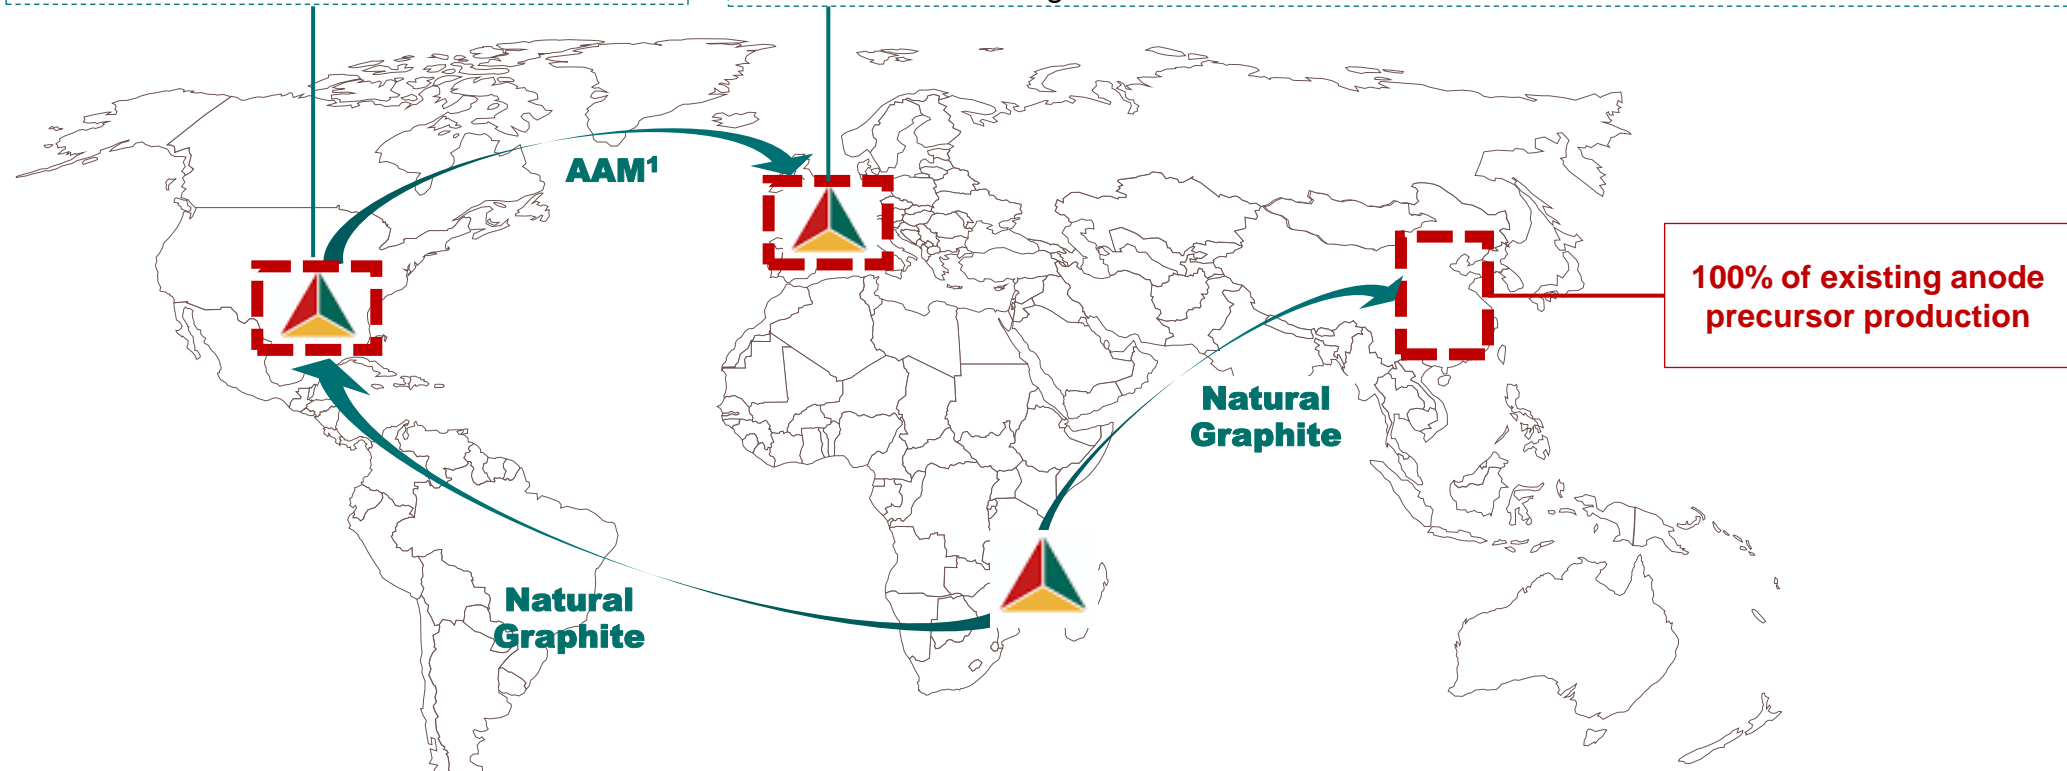 AAM¹
100% of existing anode
precursor production
Natural
Graphite
Natural
Graphite